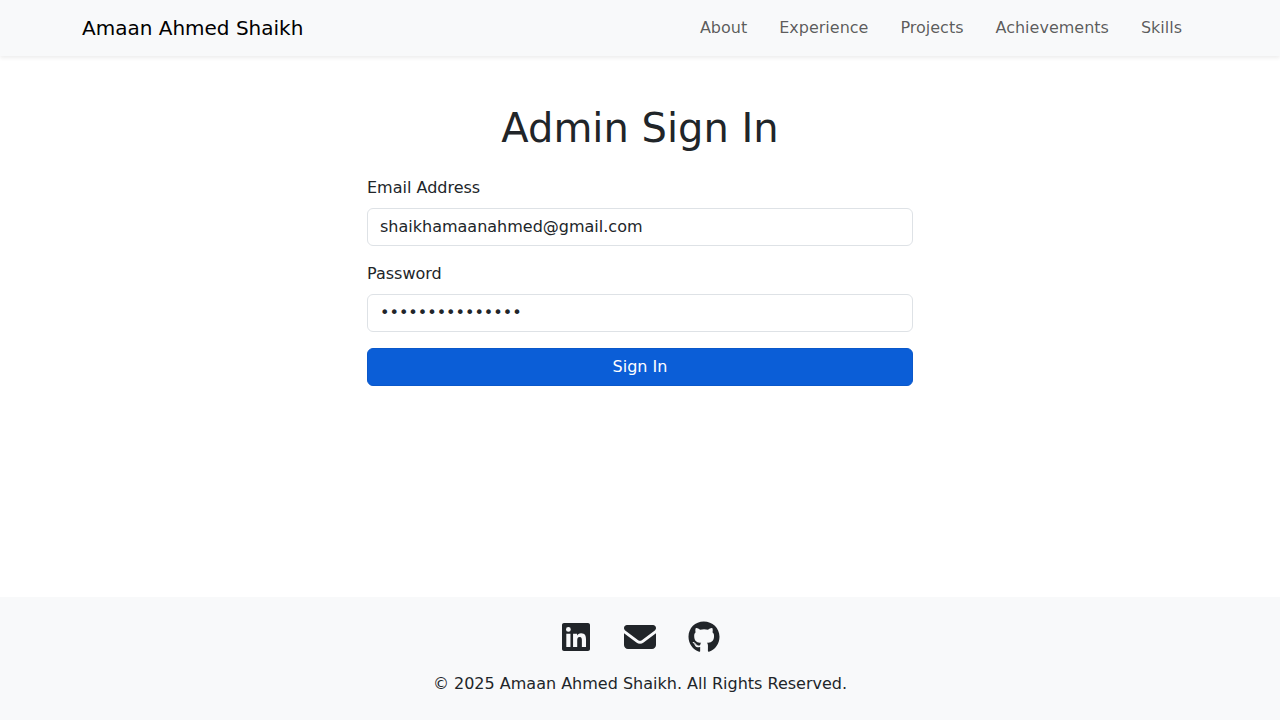 Amaan Ahmed Shaikh
About
Experience
Projects
Achievements
Skills
Admin Sign In
Email Address
shaikhamaanahmed@gmail.com
Password
•••••••••••••••
Sign In
© 2025 Amaan Ahmed Shaikh. All Rights Reserved.